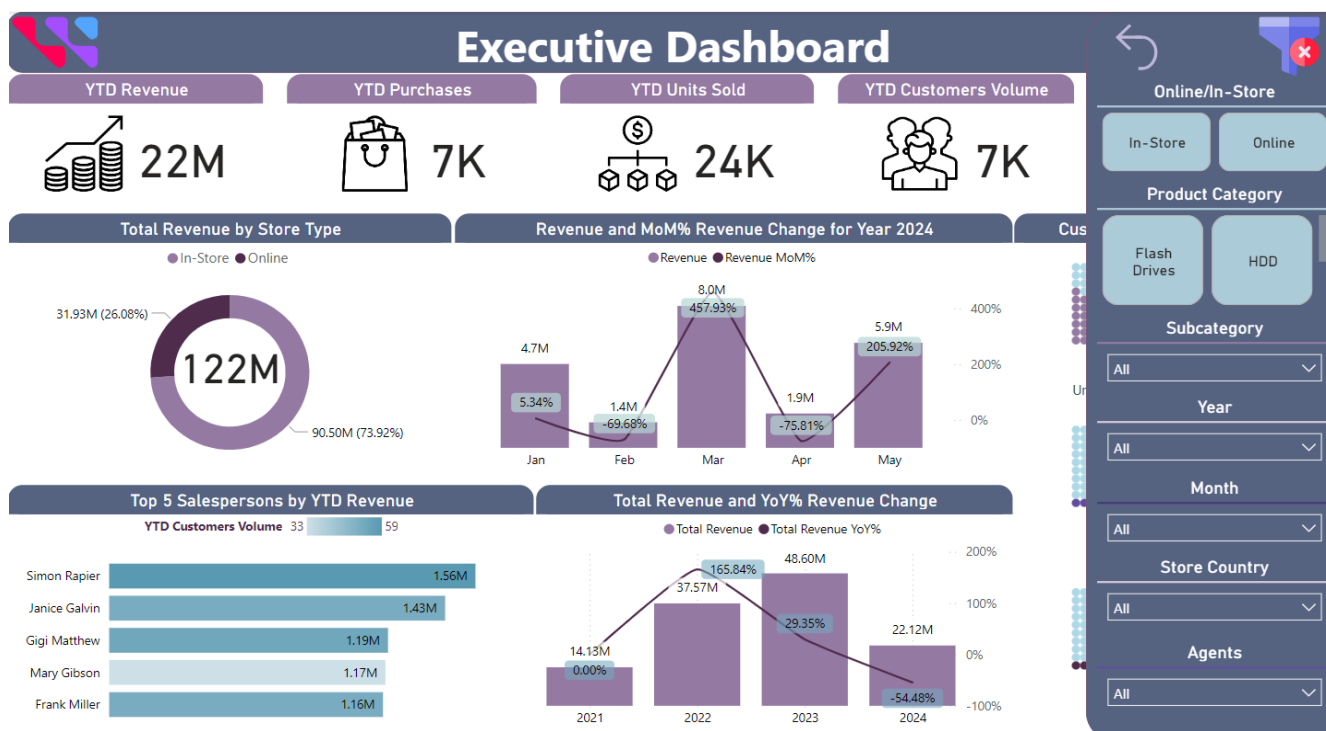 Executive Dashboard
YTD Revenue
22M
YTD Purchases
7K
YTD Units Sold
$
24K
YTD Customers Volume
7K
Total Revenue by Store Type
In-Store Online
31.93M (26.08%)
122M
90.50M (73.92%)
Revenue and MoM% Revenue Change for Year 2024
Revenue Revenue MoM%
8.0M
457.93%
400%
5.9M
205.92%
4.7M
200%
5.34%
1.4M
-69.68%
1.9M
-75.81%
0%
Jan Feb Mar Apr May
Cus
Ur
Top 5 Salespersons by YTD Revenue
YTD Customers Volume 33 59
Simon Rapier 1.56M
Janice Galvin 1.43M
Gigi Matthew 1.19M
Mary Gibson 1.17M
Frank Miller 1.16M
Total Revenue and YoY% Revenue Change
Total Revenue Total Revenue YoY%
200%
48.60M
165.84%
37.57M
100%
29.35%
22.12M
14.13M
0.00%
0%
-54.48%
-100%
2021 2022 2023 2024
Online/In-Store
In-Store Online
Product Category
Flash
Drives
HDD
Subcategory
All
Year
All
Month
All
Store Country
All
Agents
All